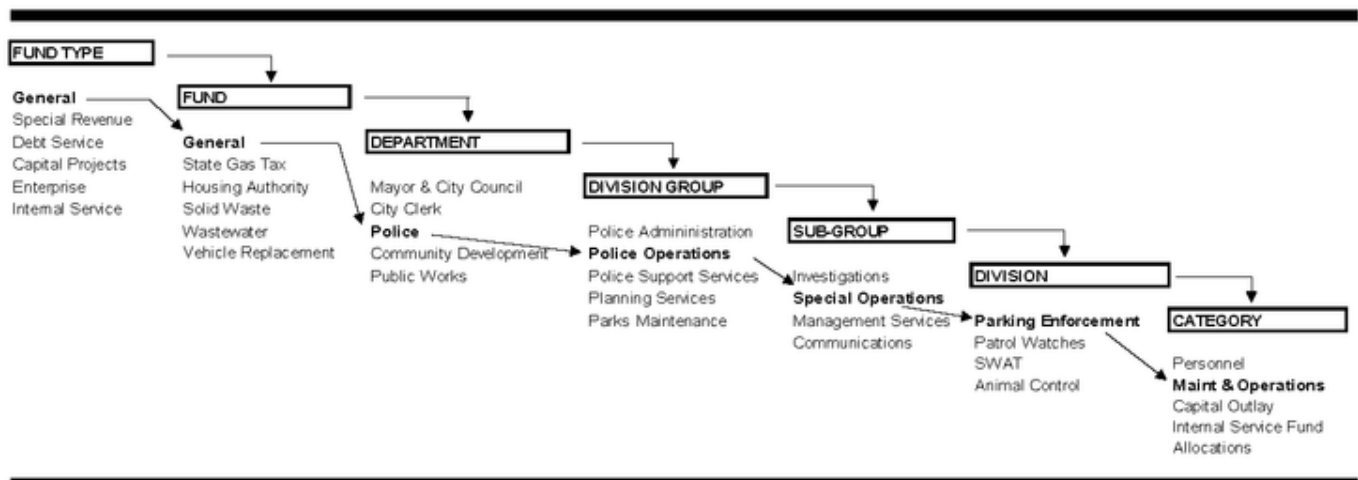 FUND TYPE
General
Special Revenue
Debt Service
Capital Projects
Enterprise
Internal Service
FUND
General
State Gas Tax
Housing Authority
Solid Waste
Wastewater
Vehicle Replacement
DEPARTMENT
Mayor & City Council
City Clerk
Police
Community Development
Public Works
DIVISION GROUP
Police Admininistration
Police Operations
Police Support Services
Planning Services
Parks Maintenance
SUB-GROUP
Investigations
Special Operations
Management Services
Communications
DIVISION
Parking Enforcement
Patrol Watches
SWAT
Animal Control
CATEGORY
Personnel
Maint & Operations
Capital Outlay
Internal Service Fund
Allocations